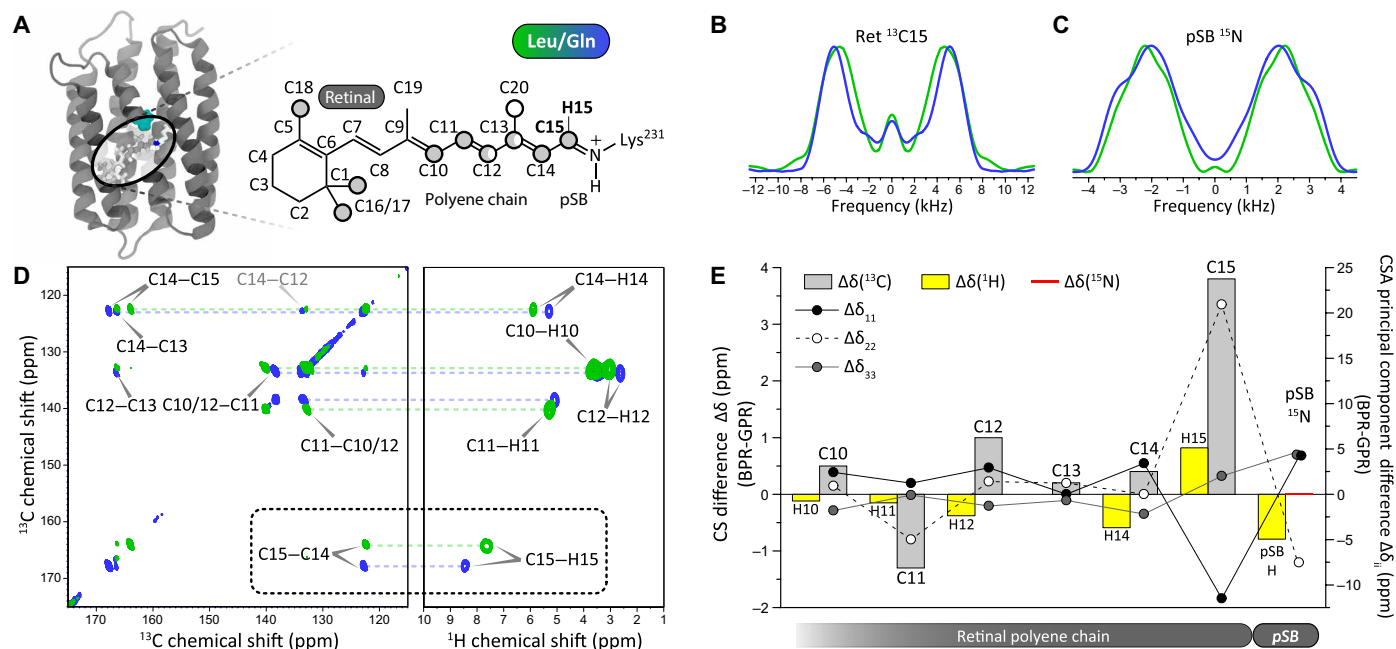 A
Leu/Gln
Retinal
C18
C19
C20
H15
C5
C7
C9
C11
C13
C15
+
Lys²³¹
C6
N
C4
C8
C10
C12
C14
H
C3
C1
C2
C16/17
Polyene chain
pSB
B
Ret ¹³C15
−12 −10 −8 −6 −4 −2 0 2 4 6 8 10 12
Frequency (kHz)
C
pSB ¹⁵N
−4 −3 −2 −1 0 1 2 3 4
Frequency (kHz)
D
C14—C15
C14—C12
C14—H14
C14—C13
C10—H10
C12—C13
C10/12—C11
C12—H12
C11—C10/12
C11—H11
C15—C14
C15—H15
120
130
140
150
160
170
¹³C chemical shift (ppm)
170 160 150 140 130 120
¹³C chemical shift (ppm)
10 9 8 7 6 5 4 3 2 1
¹H chemical shift (ppm)
E
Δδ(¹³C)
Δδ(¹H)
Δδ(¹⁵N)
Δδ₁₁
Δδ₂₂
Δδ₃₃
C15
pSB
¹⁵N
C10
C12
C13
C14
H15
H10
H11
H12
H14
C11
pSB
H
4
3
2
1
0
−1
−2
CS difference Δδ (ppm)
(BPR-GPR)
25
20
15
10
5
0
−5
−10
CSA principal component difference Δδᵢᵢ (ppm)
(BPR-GPR)
Retinal polyene chain
pSB